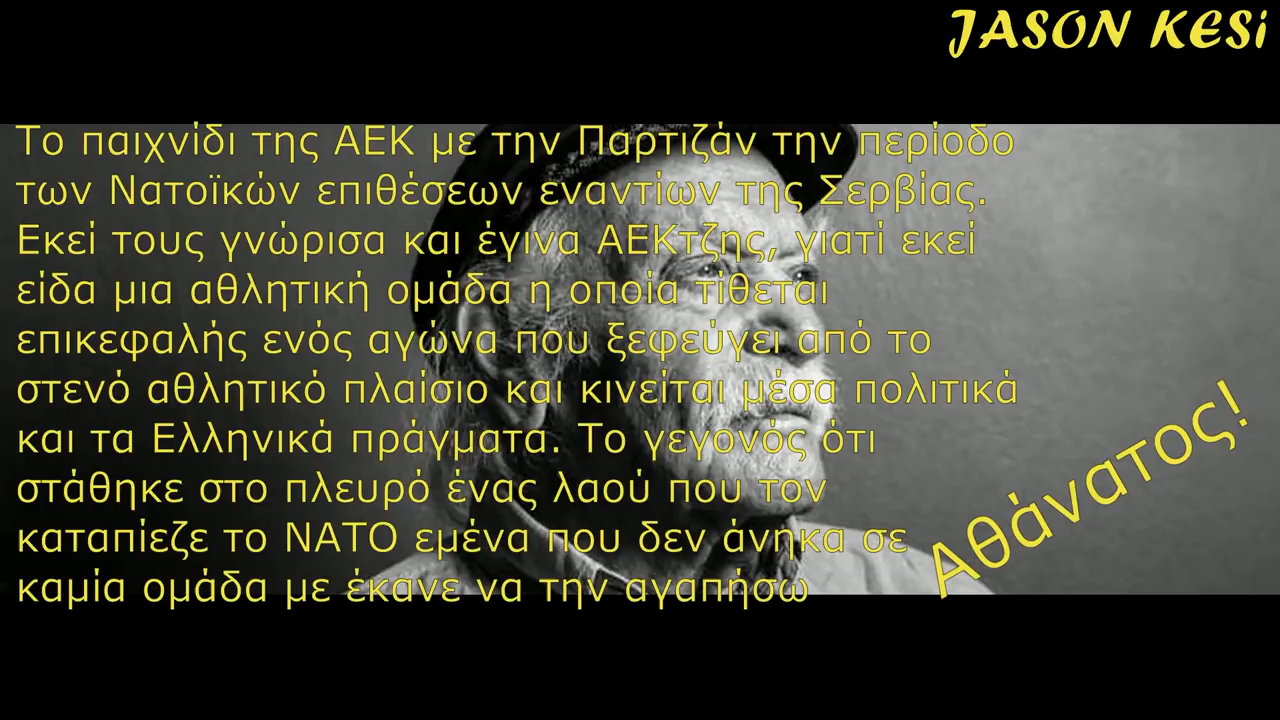 JASON KESi
Το παιχνίδι της ΑΕΚ με την Παρτιζάν την περίοδο
των Νατοϊκών επιθέσεων εναντίων της Σερβίας.
Εκεί τους γνώρισα και έγινα ΑΕΚτζης, γιατί εκεί
είδα μια αθλητική ομάδα η οποία τίθεται
επικεφαλής ενός αγώνα που ξεφεύγει από το
στενό αθλητικό πλαίσιο και κινείται μέσα πολιτικά
και τα Ελληνικά πράγματα. Το γεγονός ότι
στάθηκε στο πλευρό ένας λαού που τον
καταπίεζε το ΝΑΤΟ εμένα που δεν άνηκα σε
καμία ομάδα με έκανε να την αγαπήσω
Αθάνατος!